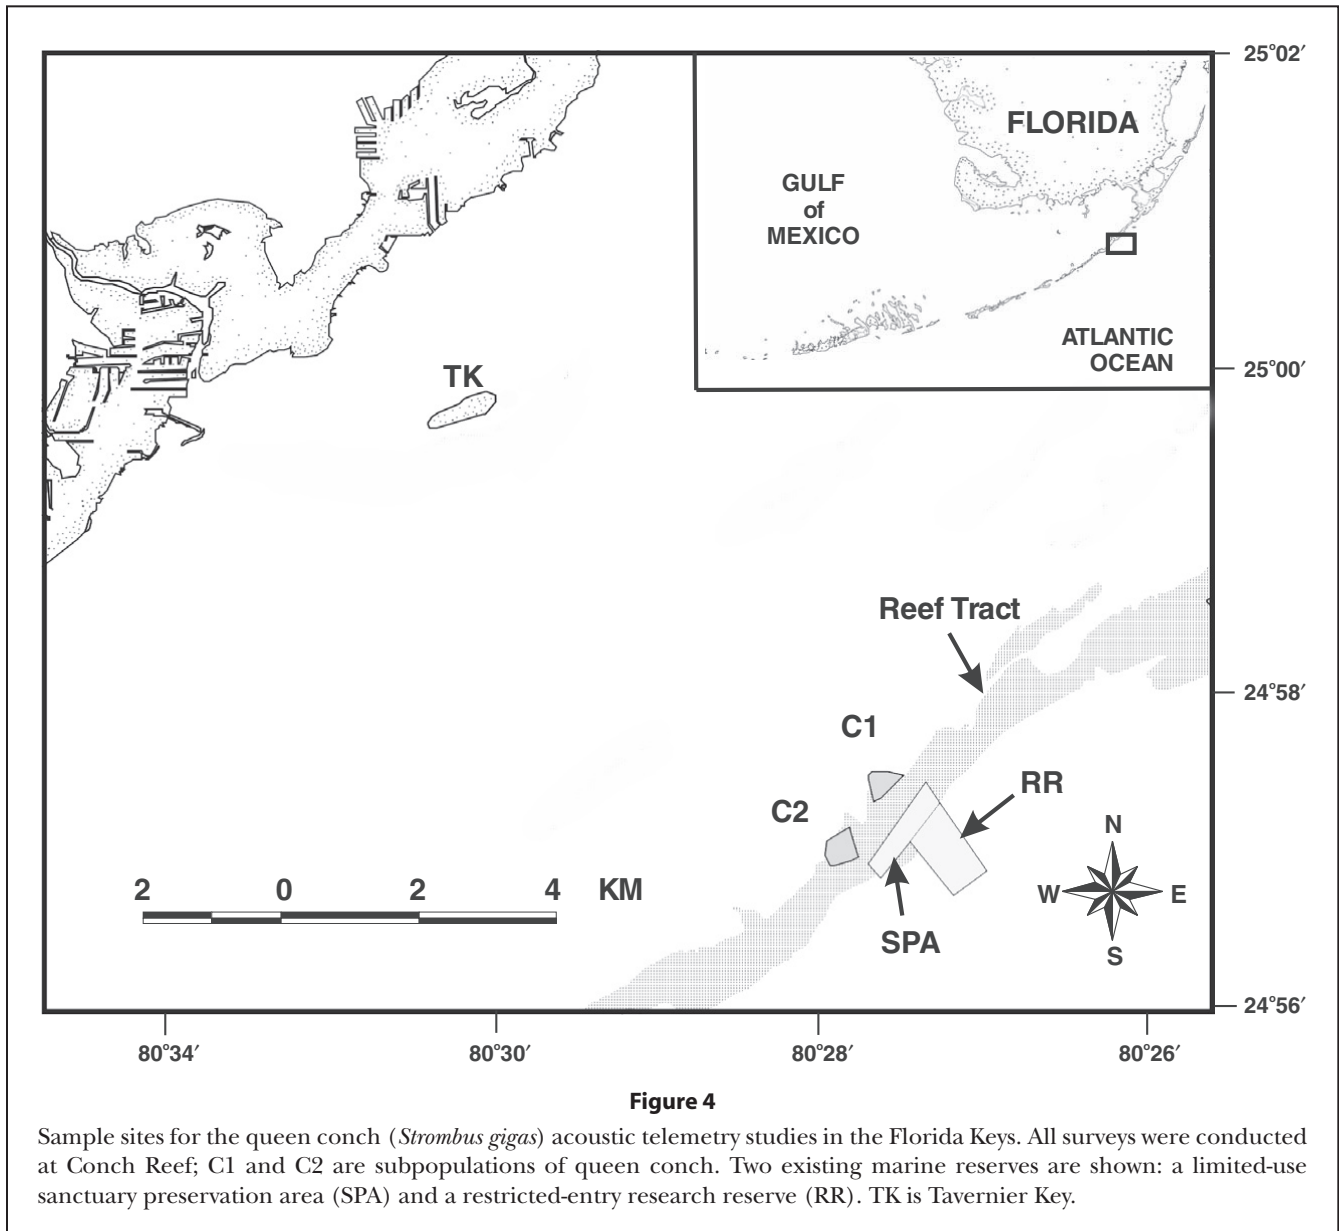 25°02′
FLORIDA
GULF
of
MEXICO
ATLANTIC
OCEAN
25°00′
TK
Reef Tract
24°58′
C1
RR
C2
N
2 0 2 4 KM
W E
SPA
S
24°56′
80°34′ 80°30′ 80°28′ 80°26′
Figure 4
Sample sites for the queen conch (Strombus gigas) acoustic telemetry studies in the Florida Keys. All surveys were conducted
at Conch Reef; C1 and C2 are subpopulations of queen conch. Two existing marine reserves are shown: a limited-use
sanctuary preservation area (SPA) and a restricted-entry research reserve (RR). TK is Tavernier Key.